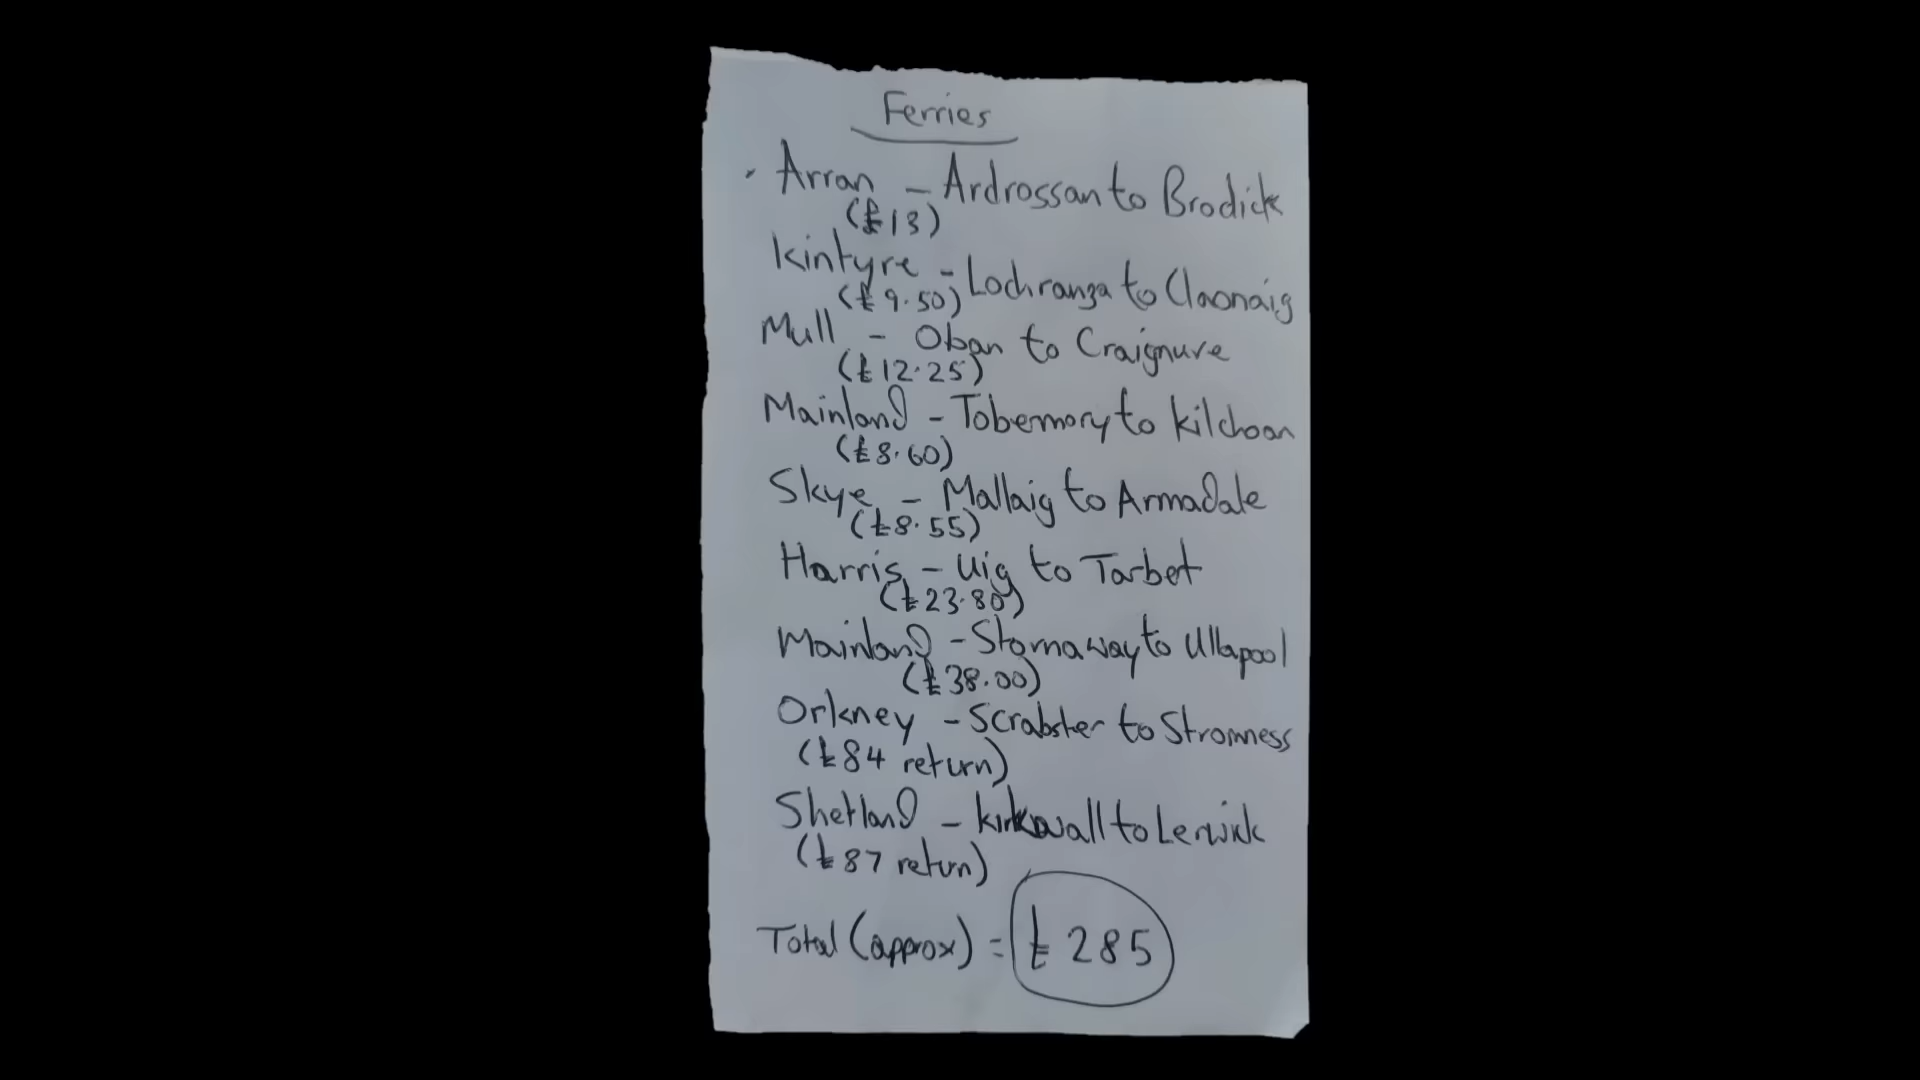 Ferries
Arran - Ardrossan to Brodick
(£13)
Kintyre - Lochranza to Claonaig
(£9.50)
Mull - Oban to Craignure
(£12.25)
Mainland - Tobermory to Kilchoan
(£8.60)
Skye - Mallaig to Armadale
(£8.55)
Harris - Uig to Tarbet
(£23.80)
Mainland - Stornaway to Ullapool
(£38.00)
Orkney - Scrabster to Stromness
(£84 return)
Shetland - Kirkwall to Lerwick
(£87 return)
Total (approx) = £285